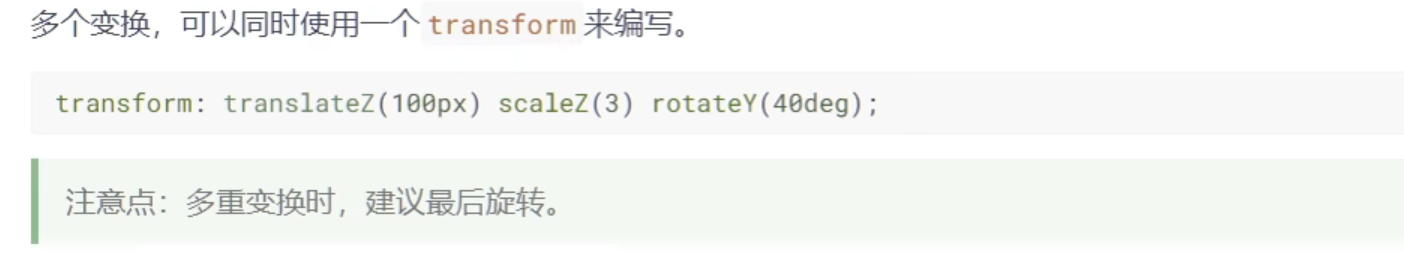 多个变换，可以同时使用一个 transform 来编写。
transform: translateZ(100px) scaleZ(3) rotateY(40deg);
注意点：多重变换时，建议最后旋转。